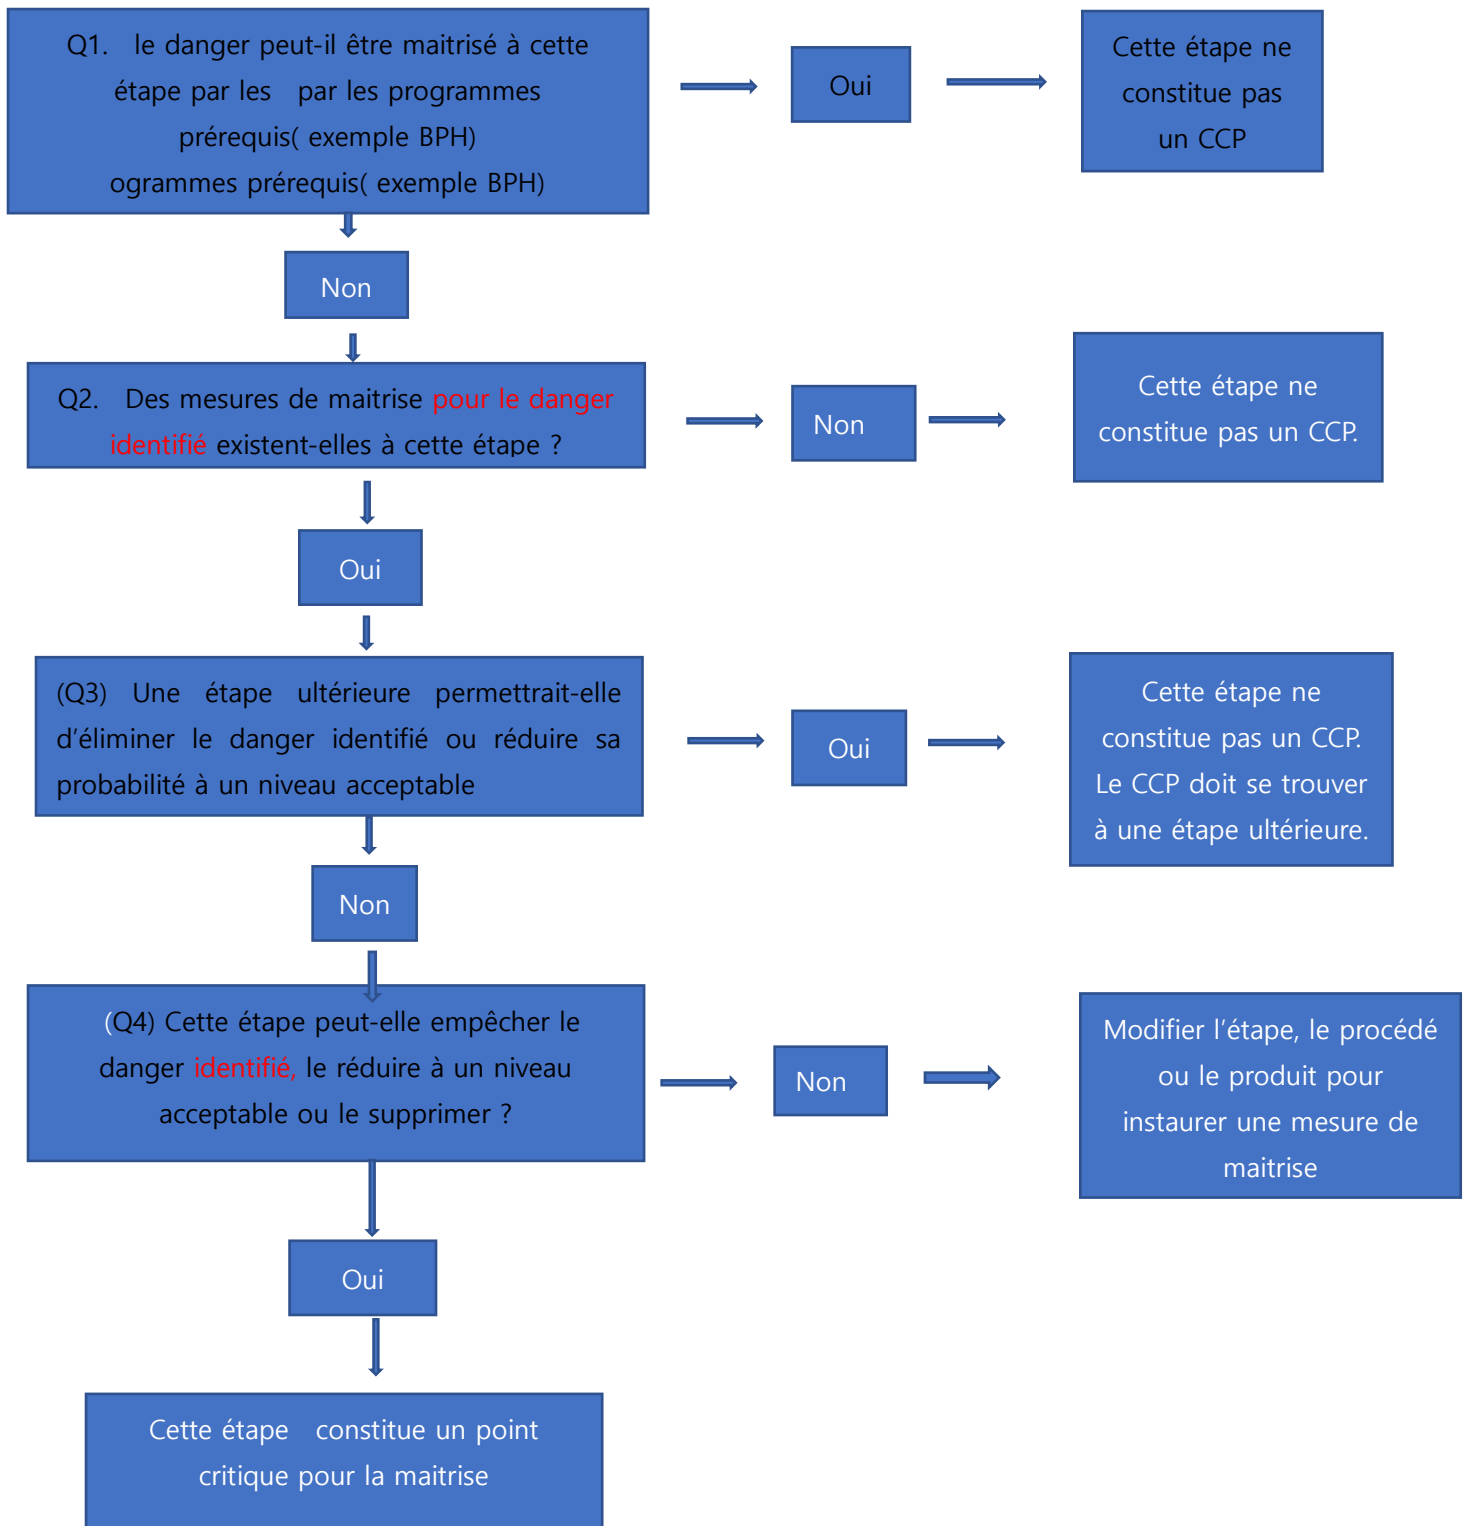 Q1. le danger peut-il être maitrisé à cette
étape par les par les programmes
prérequis( exemple BPH)
ogrammes prérequis( exemple BPH)
Oui
Cette étape ne
constitue pas
un CCP
Non
Q2. Des mesures de maitrise pour le danger
identifié existent-elles à cette étape ?
Non
Cette étape ne
constitue pas un CCP.
Oui
(Q3) Une étape ultérieure permettrait-elle
d’éliminer le danger identifié ou réduire sa
probabilité à un niveau acceptable
Oui
Cette étape ne
constitue pas un CCP.
Le CCP doit se trouver
à une étape ultérieure.
Non
(Q4) Cette étape peut-elle empêcher le
danger identifié, le réduire à un niveau
acceptable ou le supprimer ?
Non
Modifier l’étape, le procédé
ou le produit pour
instaurer une mesure de
maitrise
Oui
Cette étape constitue un point
critique pour la maitrise